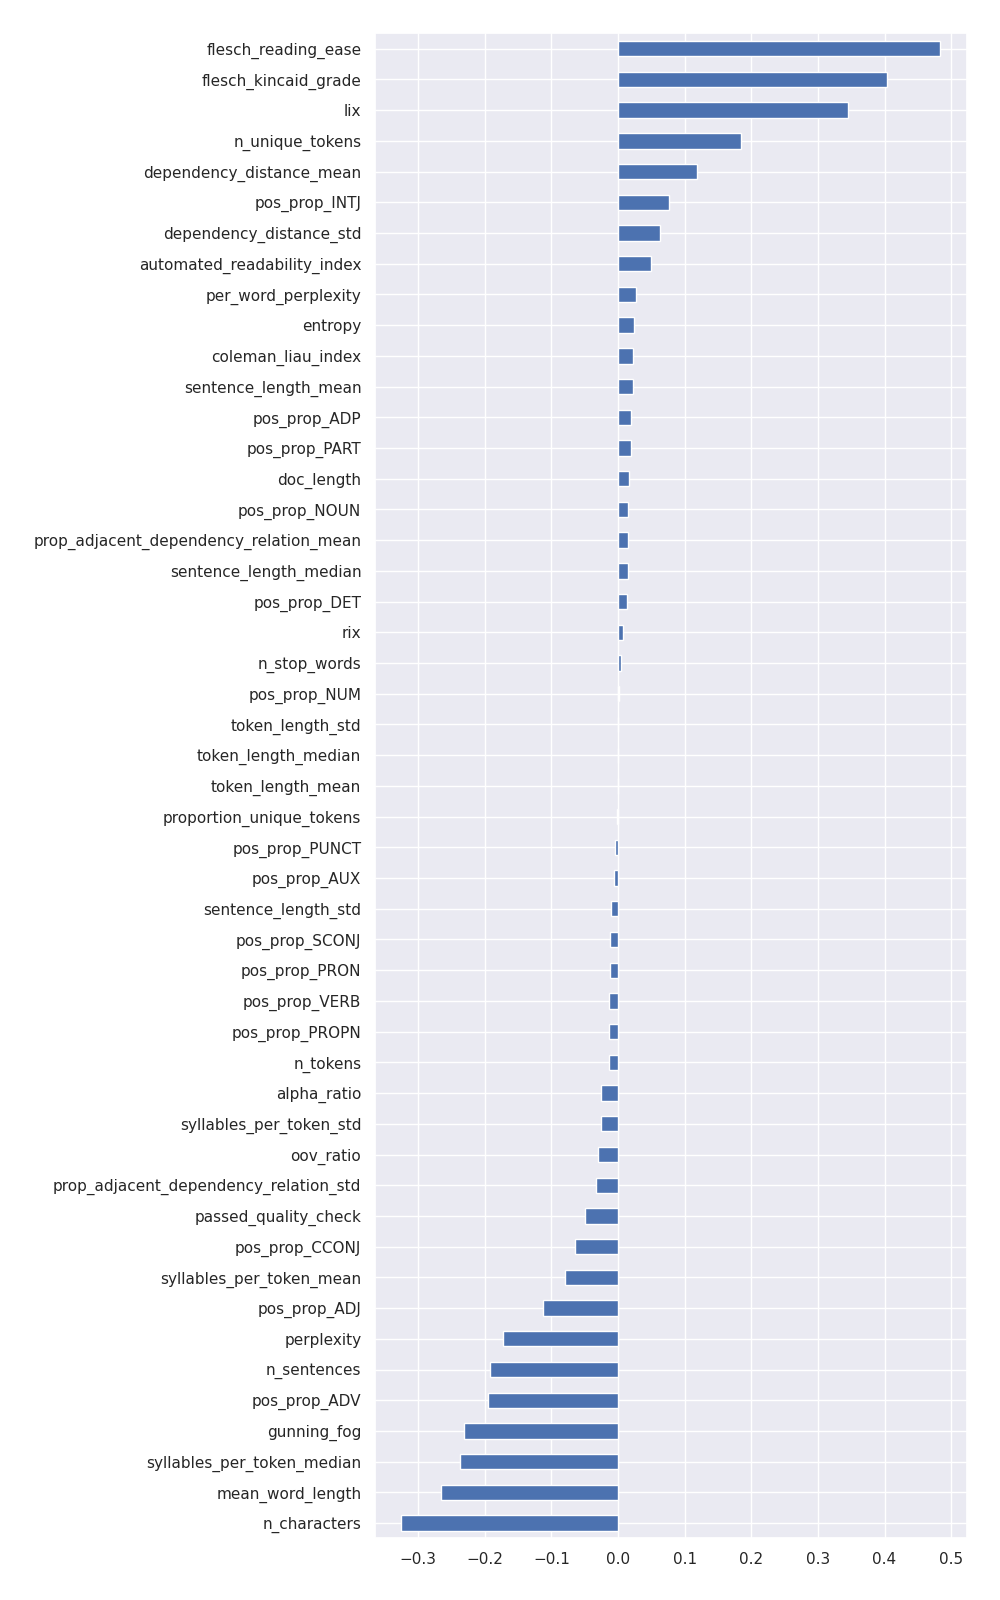 flesch_reading_ease
flesch_kincaid_grade
lix
n_unique_tokens
dependency_distance_mean
pos_prop_INTJ
dependency_distance_std
automated_readability_index
per_word_perplexity
entropy
coleman_liau_index
sentence_length_mean
pos_prop_ADP
pos_prop_PART
doc_length
pos_prop_NOUN
prop_adjacent_dependency_relation_mean
sentence_length_median
pos_prop_DET
rix
n_stop_words
pos_prop_NUM
token_length_std
token_length_median
token_length_mean
proportion_unique_tokens
pos_prop_PUNCT
pos_prop_AUX
sentence_length_std
pos_prop_SCONJ
pos_prop_PRON
pos_prop_VERB
pos_prop_PROPN
n_tokens
alpha_ratio
syllables_per_token_std
oov_ratio
prop_adjacent_dependency_relation_std
passed_quality_check
pos_prop_CCONJ
syllables_per_token_mean
pos_prop_ADJ
perplexity
n_sentences
pos_prop_ADV
gunning_fog
syllables_per_token_median
mean_word_length
n_characters
−0.3 −0.2 −0.1 0.0 0.1 0.2 0.3 0.4 0.5